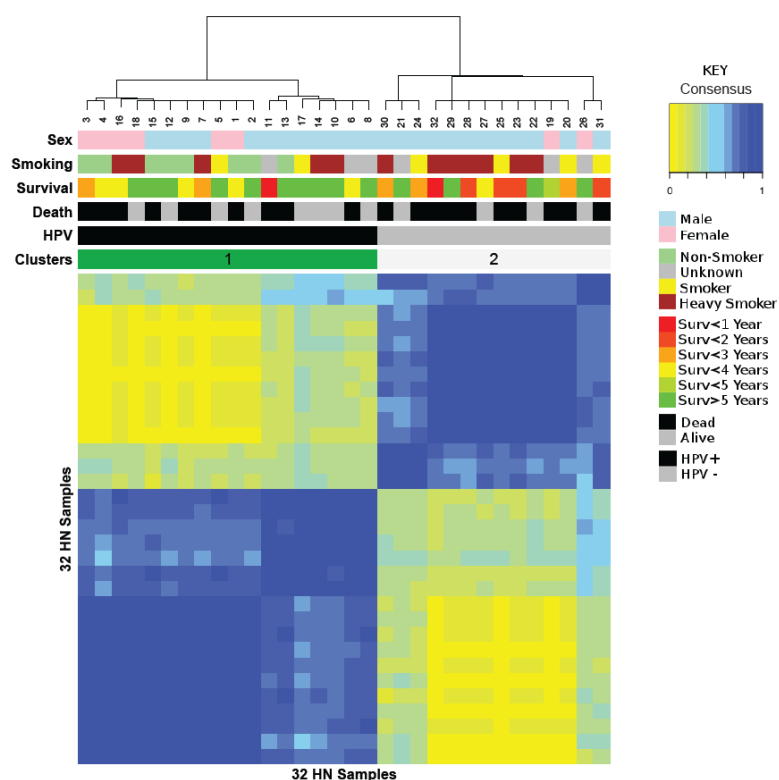 3 4 16 18 15 12 9 7 5 1 2 11 13 17 14 10 6 8 30 21 24 32 29 28 27 25 23 22 19 20 26 31
Sex
Smoking
Survival
Death
HPV
Clusters 1 2
32 HN Samples
32 HN Samples
KEY
Consensus
0 1
Male
Female
Non-Smoker
Unknown
Smoker
Heavy Smoker
Surv<1 Year
Surv<2 Years
Surv<3 Years
Surv<4 Years
Surv<5 Years
Surv>5 Years
Dead
Alive
HPV+
HPV -